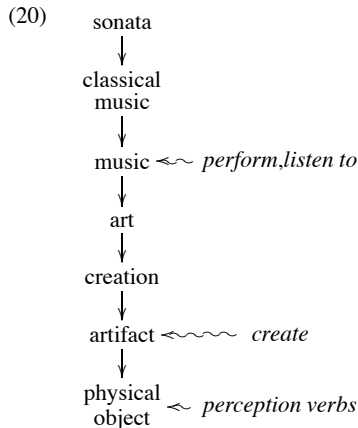 (20)
sonata
classical
music
music perform,listen to
art
creation
artifact create
physical
object perception verbs